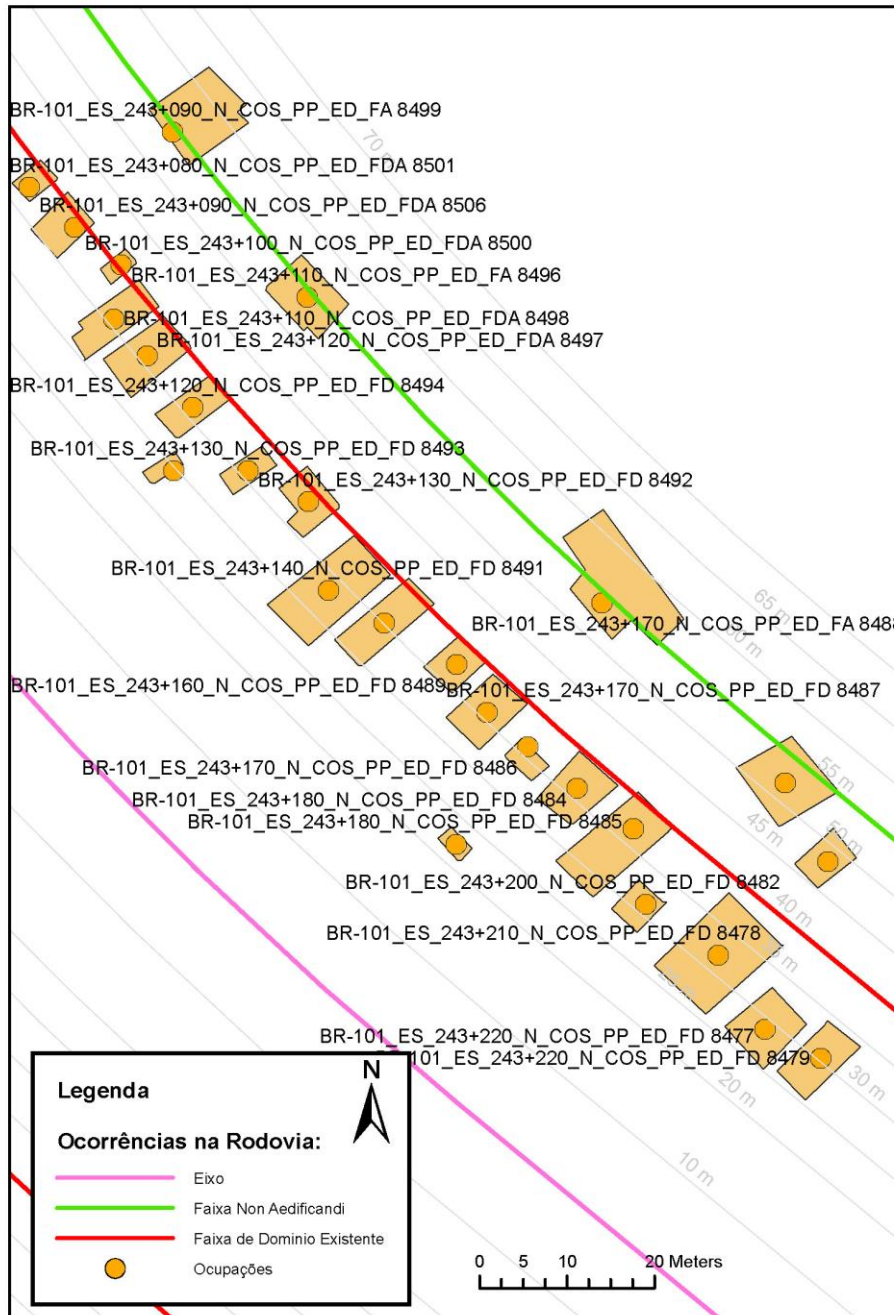 70 m
BR-101_ES_243+090_N_COS_PP_ED_FA 8499
BR-101_ES_243+080_N_COS_PP_ED_FDA 8501
BR-101_ES_243+090_N_COS_PP_ED_FDA 8506
BR-101_ES_243+100_N_COS_PP_ED_FDA 8500
BR-101_ES_243+110_N_COS_PP_ED_FA 8496
BR-101_ES_243+110_N_COS_PP_ED_FDA 8498
BR-101_ES_243+120_N_COS_PP_ED_FDA 8497
BR-101_ES_243+120_N_COS_PP_ED_FD 8494
BR-101_ES_243+130_N_COS_PP_ED_FD 8493
BR-101_ES_243+130_N_COS_PP_ED_FD 8492
BR-101_ES_243+140_N_COS_PP_ED_FD 8491
65 m
60 m
BR-101_ES_243+170_N_COS_PP_ED_FA 8488
BR-101_ES_243+160_N_COS_PP_ED_FD 8489
BR-101_ES_243+170_N_COS_PP_ED_FD 8487
55 m
BR-101_ES_243+170_N_COS_PP_ED_FD 8486
BR-101_ES_243+180_N_COS_PP_ED_FD 8484
BR-101_ES_243+180_N_COS_PP_ED_FD 8485
45 m
50 m
BR-101_ES_243+200_N_COS_PP_ED_FD 8482
40 m
BR-101_ES_243+210_N_COS_PP_ED_FD 8478
BR-101_ES_243+220_N_COS_PP_ED_FD 8477
101_ES_243+220_N_COS_PP_ED_FD 8479
30 m
20 m
10 m
N
Legenda
Ocorrências na Rodovia:
Eixo
Faixa Non Aedificandi
Faixa de Dominio Existente
Ocupações
0 5 10 20 Meters